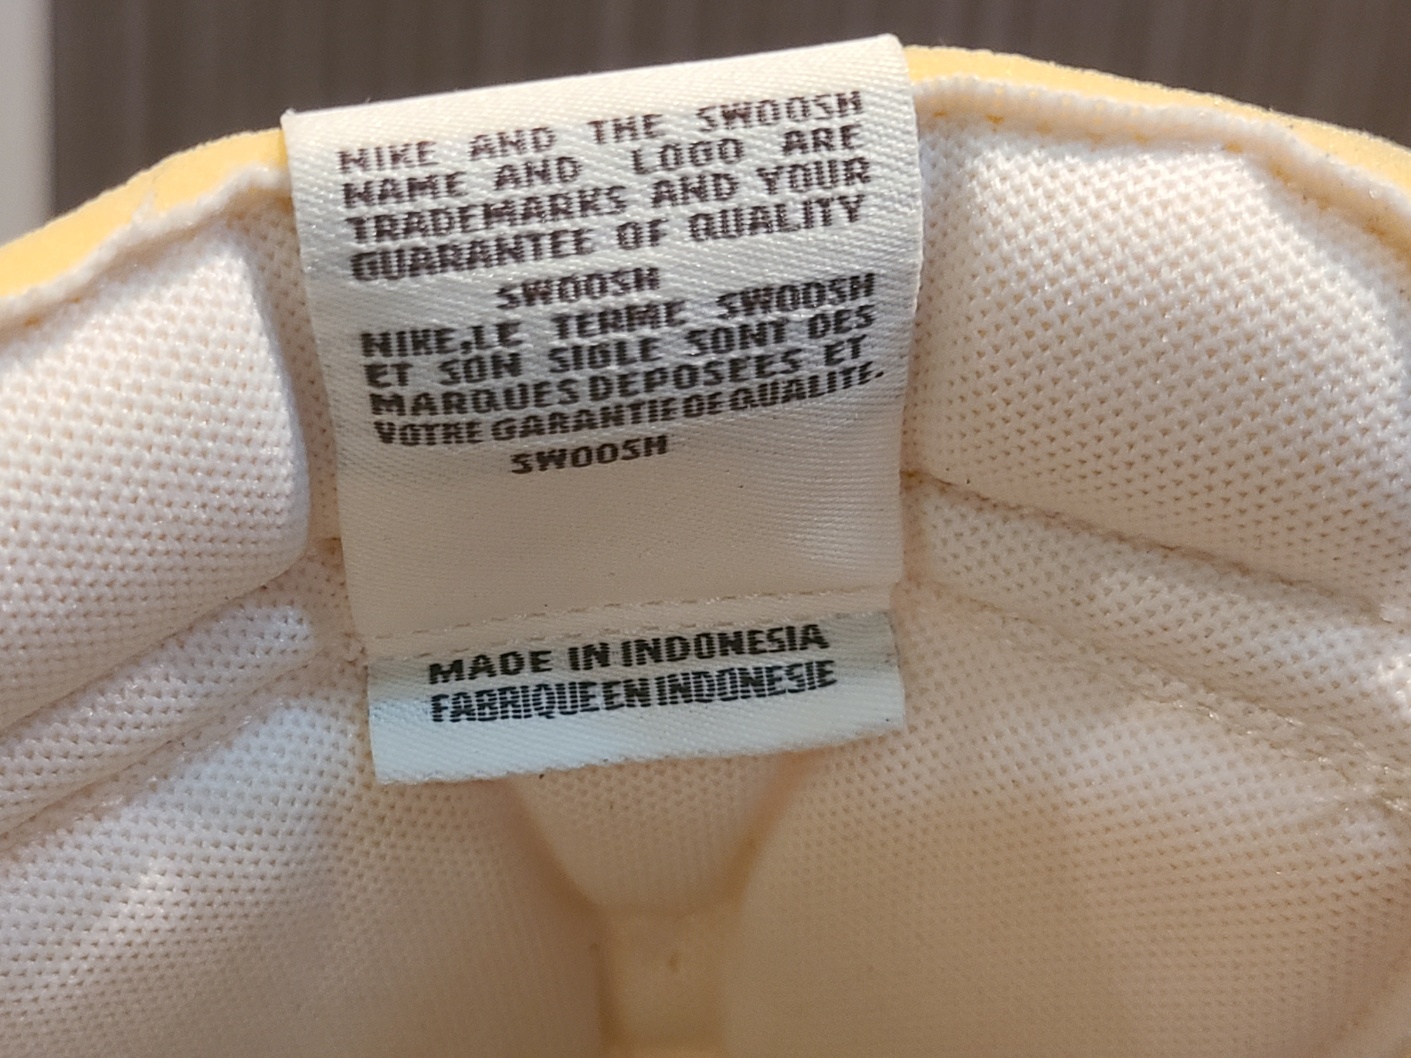 NIKE AND THE SWOOSH
NAME AND LOGO ARE
TRADEMARKS AND YOUR
GUARANTEE OF QUALITY
SWOOSH
NIKE,LE TERME SWOOSH
ET SON SIGLE SONT DES
MARQUES DEPOSEES ET
VOTRE GARANTIE DE QUALITE.
SWOOSH
MADE IN INDONESIA
FABRIQUE EN INDONESIE